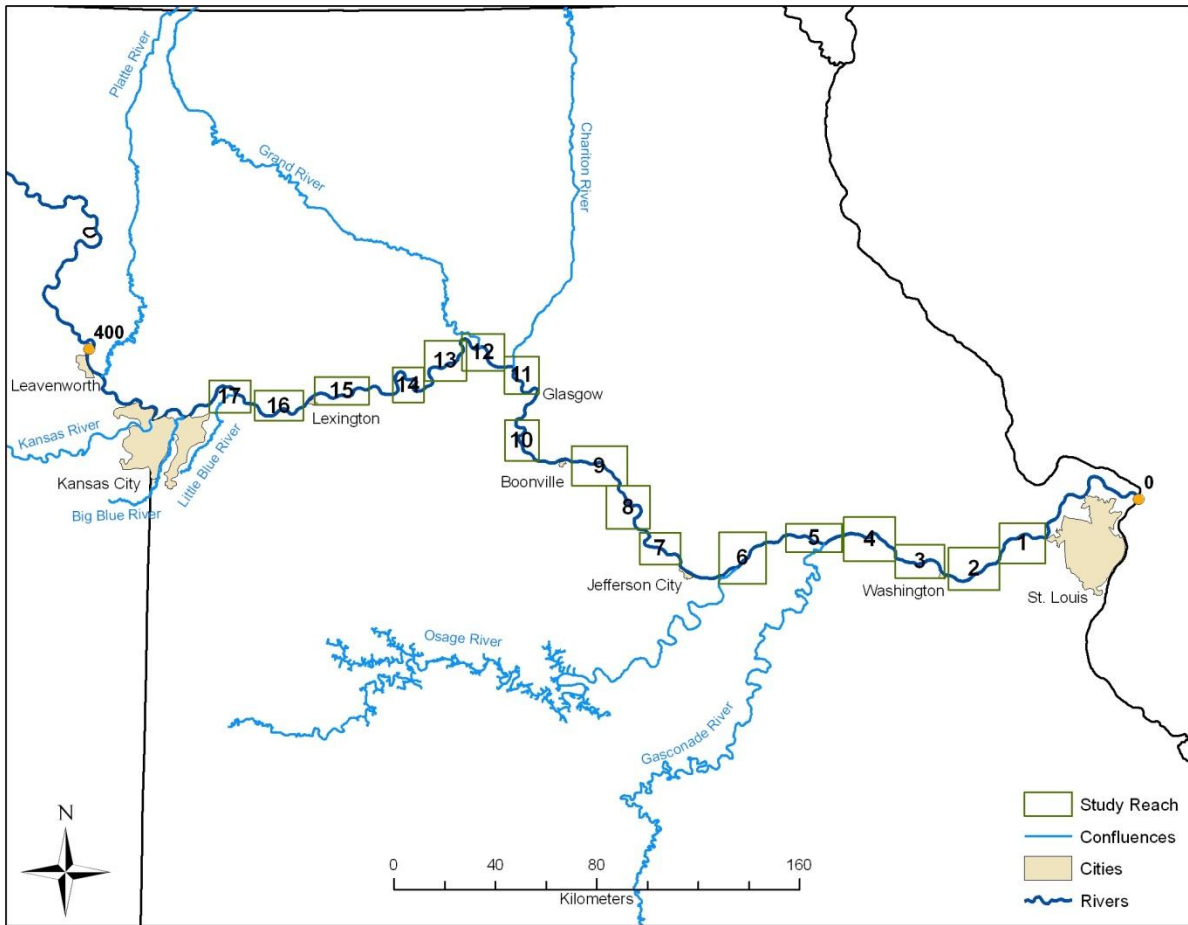 Platte River
Grand River
Chariton River
400
Leavenworth
12
13
11
14
15
17
16
Glasgow
Lexington
Kansas River
Kansas City
Little Blue River
Big Blue River
10
9
Boonville
8
0
7
6
5
4
3
2
1
Jefferson City
Washington
St. Louis
Osage River
Gasconade River
N
0
40
80
160
Kilometers
Study Reach
Confluences
Cities
Rivers